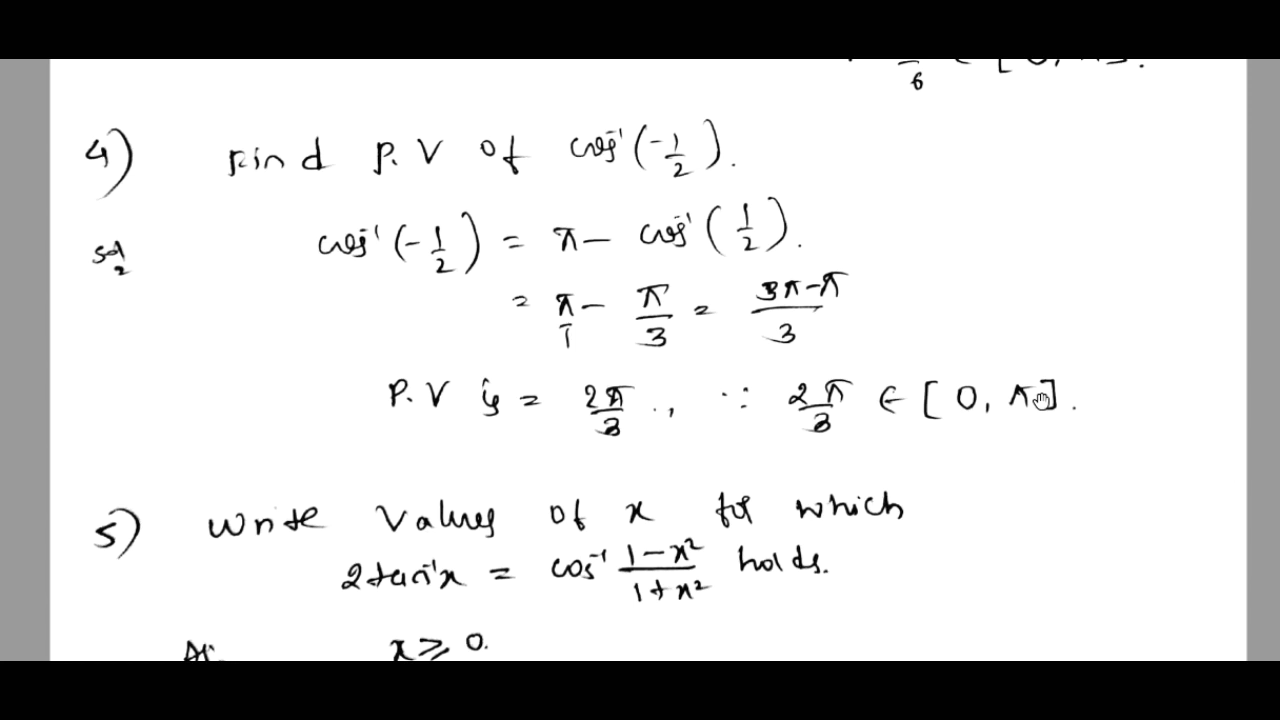 6 ∈ [0, π].
4) Find P.V of cos⁻¹(-1/2).
sol cos⁻¹(-1/2) = π - cos⁻¹(1/2).
= π/1 - π/3 = 3π-π/3
P.V is = 2π/3 ., ∵ 2π/3 ∈ [0, π].
5) Write values of x for which
2tan⁻¹x = cos⁻¹ 1-x²/1+x² holds.
x ≥ 0.